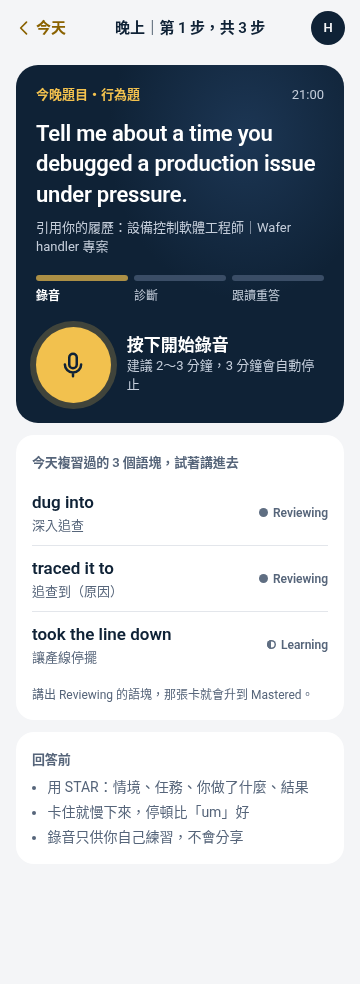 今天
晚上｜第 1 步，共 3 步
H
今晚題目・行為題
21:00
Tell me about a time you
debugged a production issue
under pressure.
引用你的履歷：設備控制軟體工程師｜Wafer
handler 專案
錄音
診斷
跟讀重答
按下開始錄音
建議 2～3 分鐘，3 分鐘會自動停
止
今天複習過的 3 個語塊，試著講進去
dug into
深入追查
Reviewing
traced it to
追查到（原因）
Reviewing
took the line down
讓產線停擺
Learning
講出 Reviewing 的語塊，那張卡就會升到 Mastered。
回答前
• 用 STAR：情境、任務、你做了什麼、結果
• 卡住就慢下來，停頓比「um」好
• 錄音只供你自己練習，不會分享